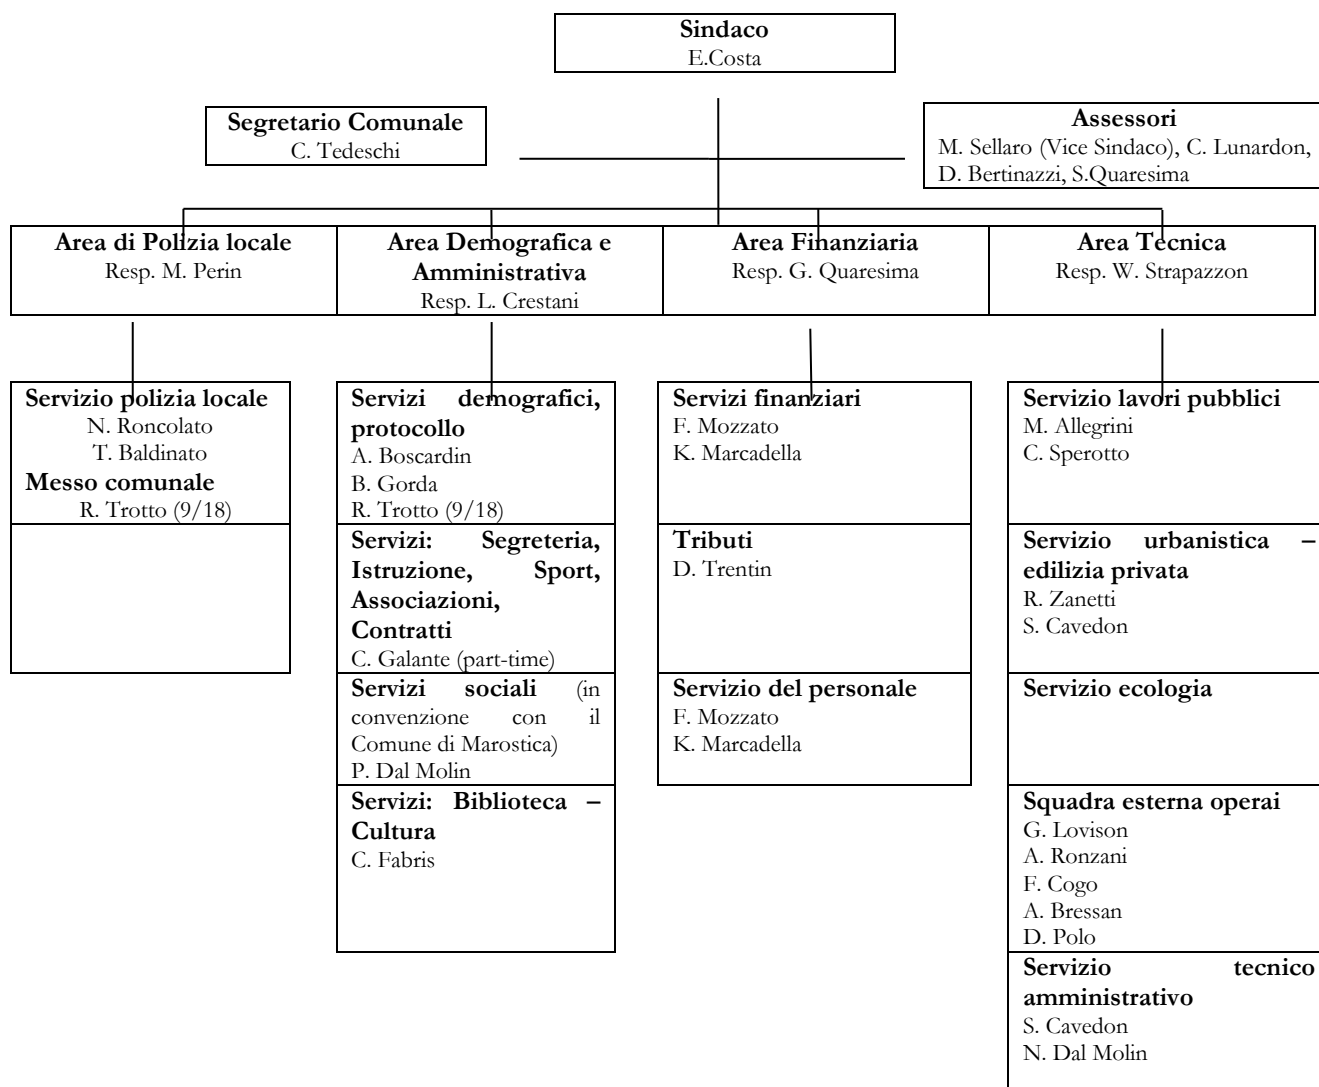 Sindaco
E.Costa
Segretario Comunale
C. Tedeschi
Assessori
M. Sellaro (Vice Sindaco), C. Lunardon,
D. Bertinazzi, S.Quaresima
Area di Polizia locale
Resp. M. Perin
Area Demografica e
Amministrativa
Resp. L. Crestani
Area Finanziaria
Resp. G. Quaresima
Area Tecnica
Resp. W. Strapazzon
Servizio polizia locale
N. Roncolato
T. Baldinato
Messo comunale
R. Trotto (9/18)
Servizi demografici,
protocollo
A. Boscardin
B. Gorda
R. Trotto (9/18)
Servizi: Segreteria,
Istruzione, Sport,
Associazioni,
Contratti
C. Galante (part-time)
Servizi sociali (in
convenzione con il
Comune di Marostica)
P. Dal Molin
Servizi: Biblioteca –
Cultura
C. Fabris
Servizi finanziari
F. Mozzato
K. Marcadella
Tributi
D. Trentin
Servizio del personale
F. Mozzato
K. Marcadella
Servizio lavori pubblici
M. Allegrini
C. Sperotto
Servizio urbanistica –
edilizia privata
R. Zanetti
S. Cavedon
Servizio ecologia
Squadra esterna operai
G. Lovison
A. Ronzani
F. Cogo
A. Bressan
D. Polo
Servizio tecnico
amministrativo
S. Cavedon
N. Dal Molin